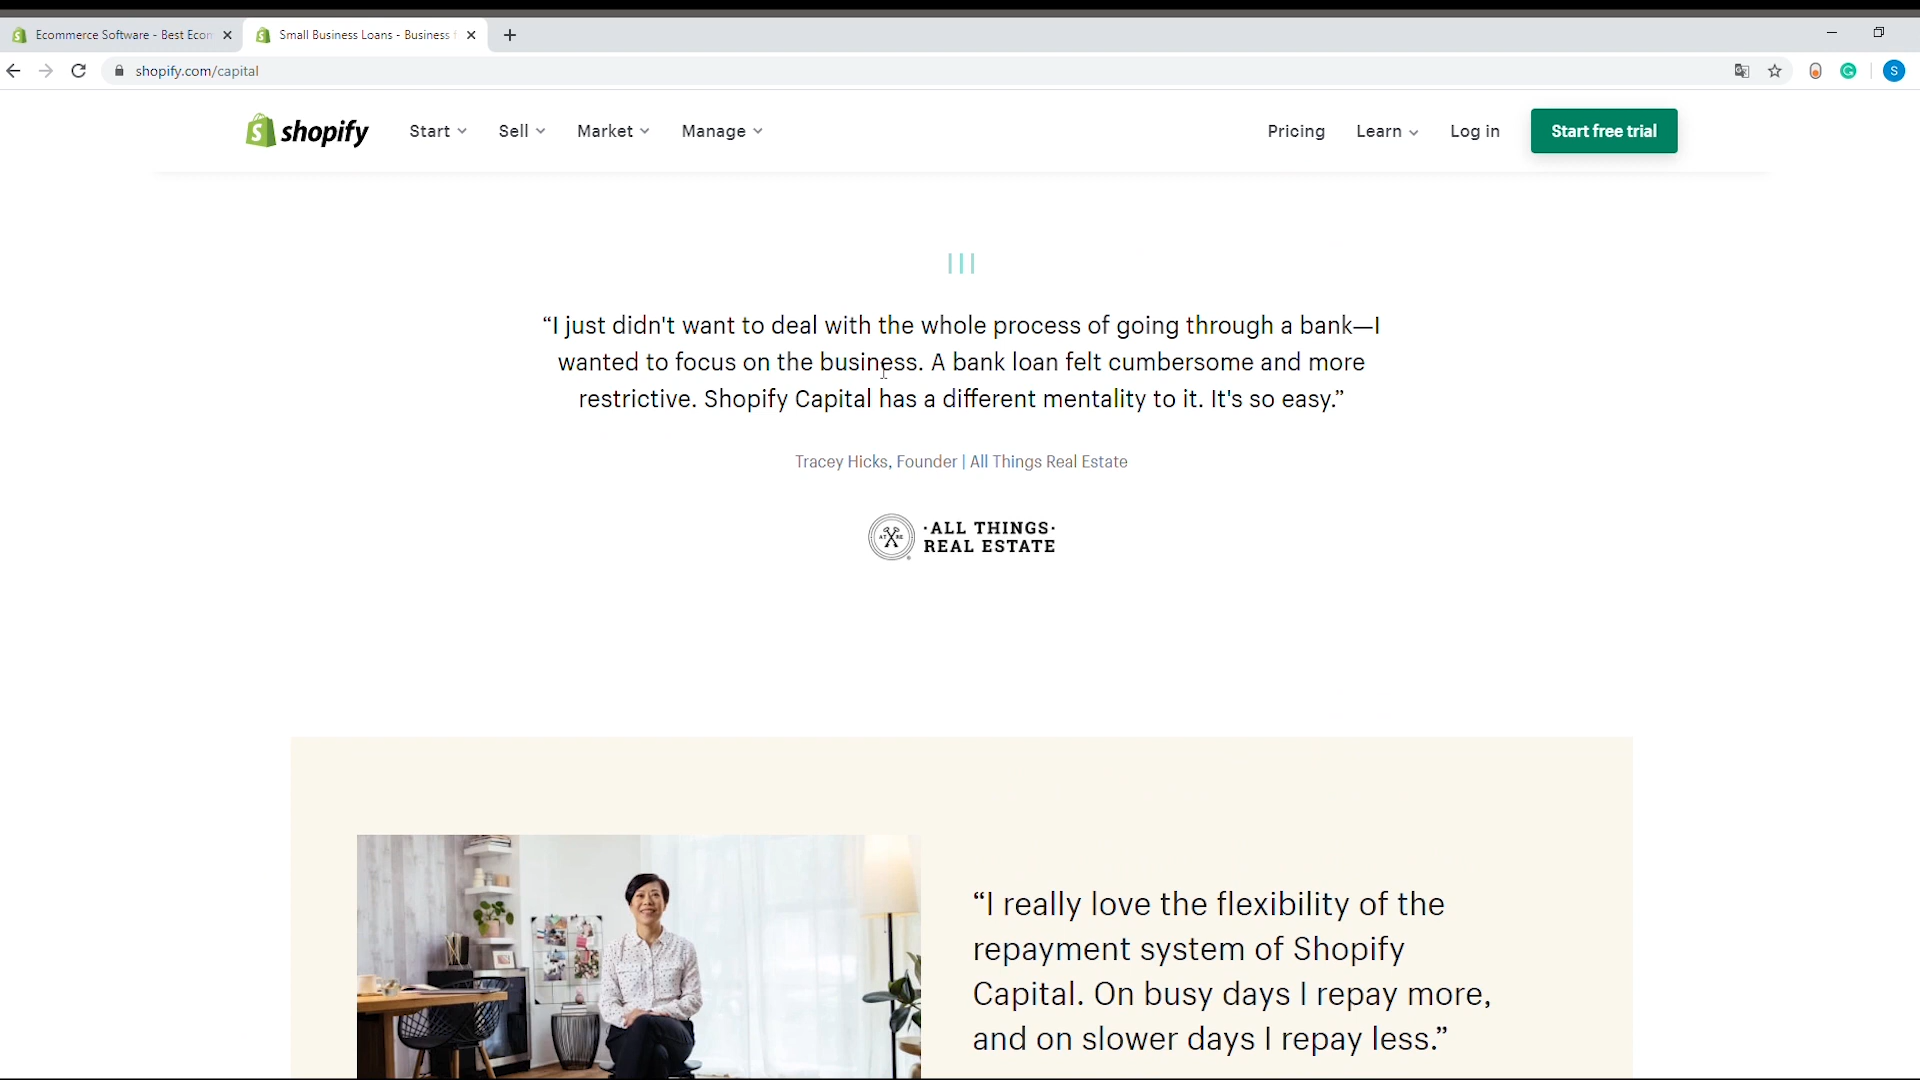 Ecommerce Software - Best Econ
Small Business Loans - Business f
shopify.com/capital
S
shopify
Start
Sell
Market
Manage
Pricing
Learn
Log in
Start free trial
“I just didn't want to deal with the whole process of going through a bank—I
wanted to focus on the business. A bank loan felt cumbersome and more
restrictive. Shopify Capital has a different mentality to it. It's so easy.”
Tracey Hicks, Founder | All Things Real Estate
AT RE
·ALL THINGS·
REAL ESTATE
“I really love the flexibility of the
repayment system of Shopify
Capital. On busy days I repay more,
and on slower days I repay less.”